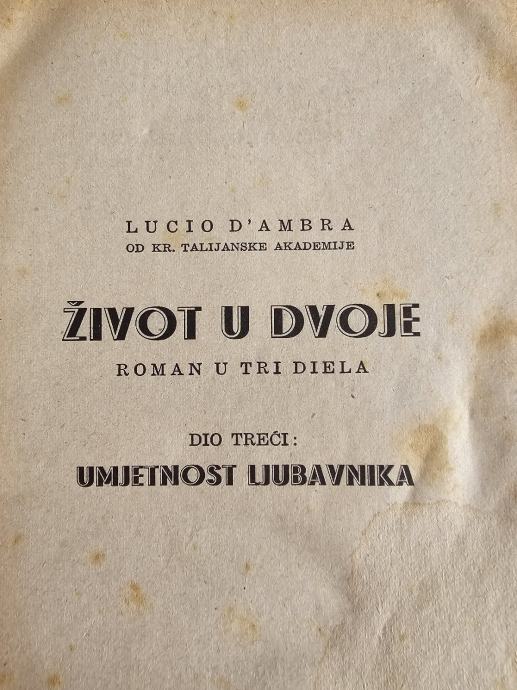 LUCIO D'AMBRA
OD KR. TALIJANSKE AKADEMIJE
ŽIVOT U DVOJE
ROMAN U TRI DIELA
DIO TREĆI:
UMJETNOST LJUBAVNIKA